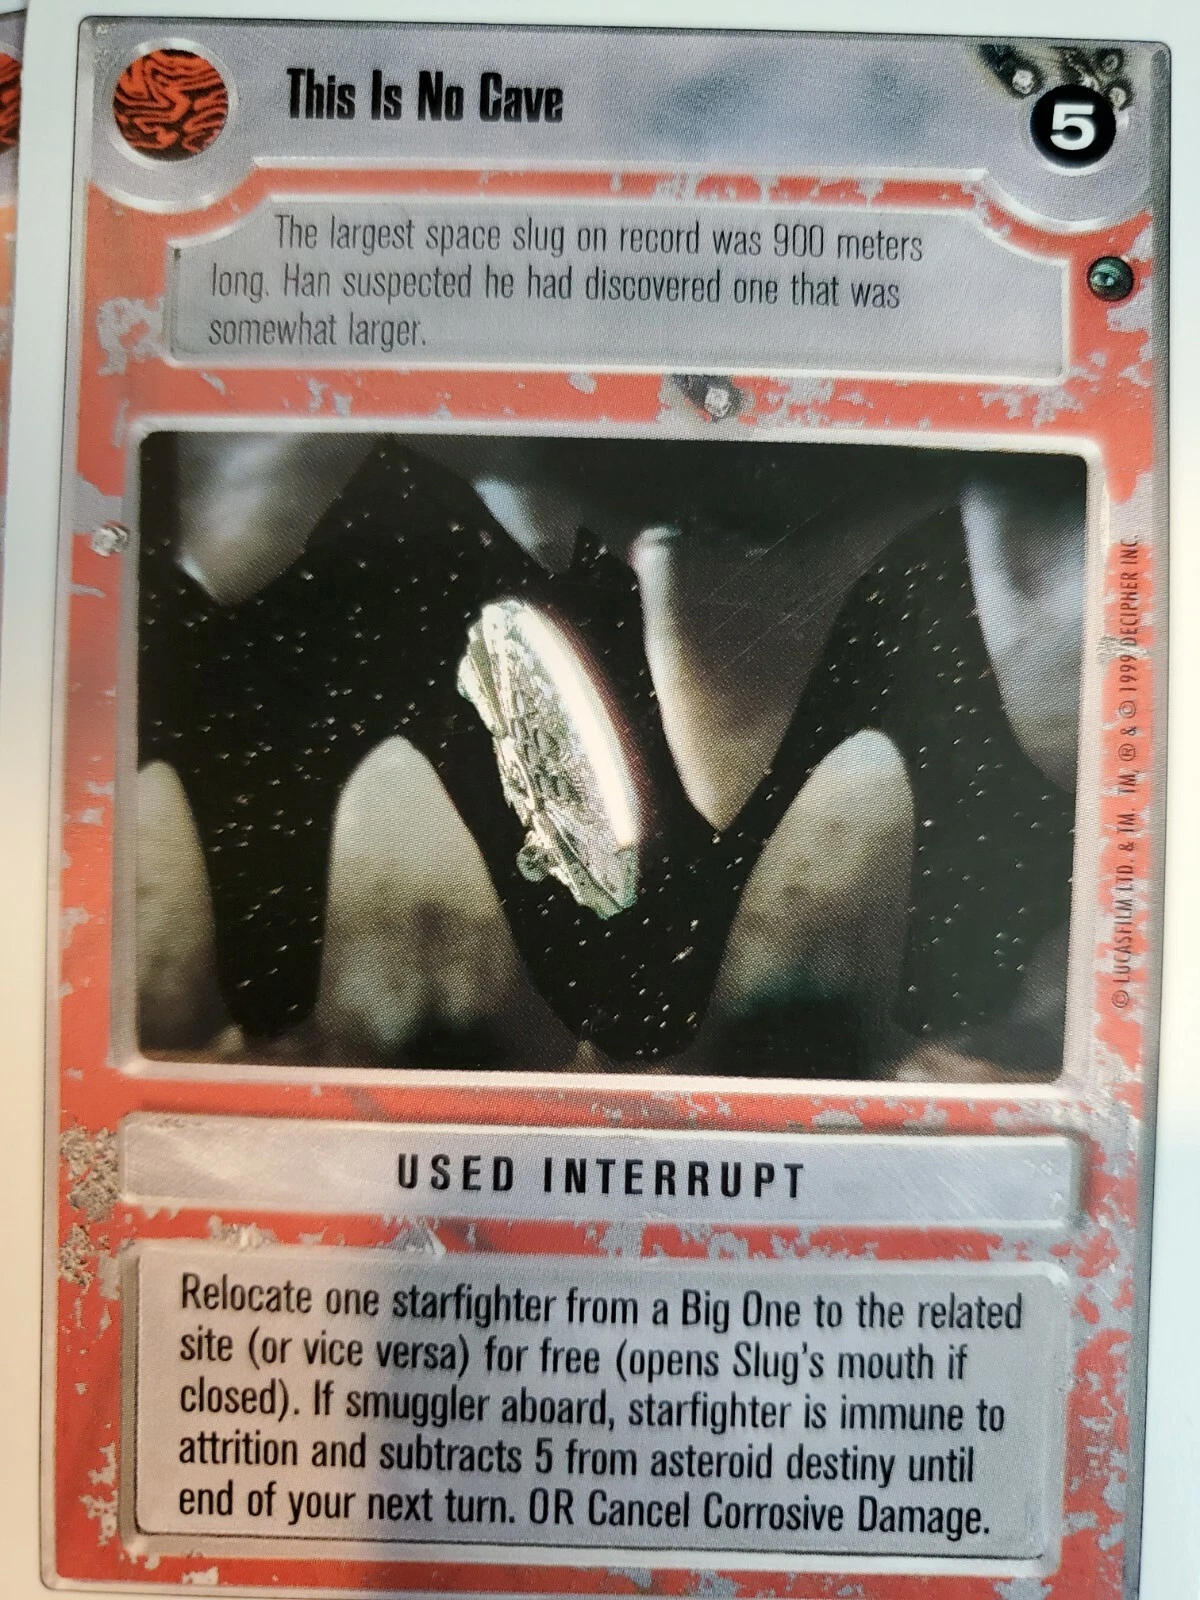 This Is No Cave
5
The largest space slug on record was 900 meters
long. Han suspected he had discovered one that was
somewhat larger.
© LUCASFILM LTD. & TM. TM, ® & © 1999 DECIPHER INC.
USED INTERRUPT
Relocate one starfighter from a Big One to the related
site (or vice versa) for free (opens Slug's mouth if
closed). If smuggler aboard, starfighter is immune to
attrition and subtracts 5 from asteroid destiny until
end of your next turn. OR Cancel Corrosive Damage.